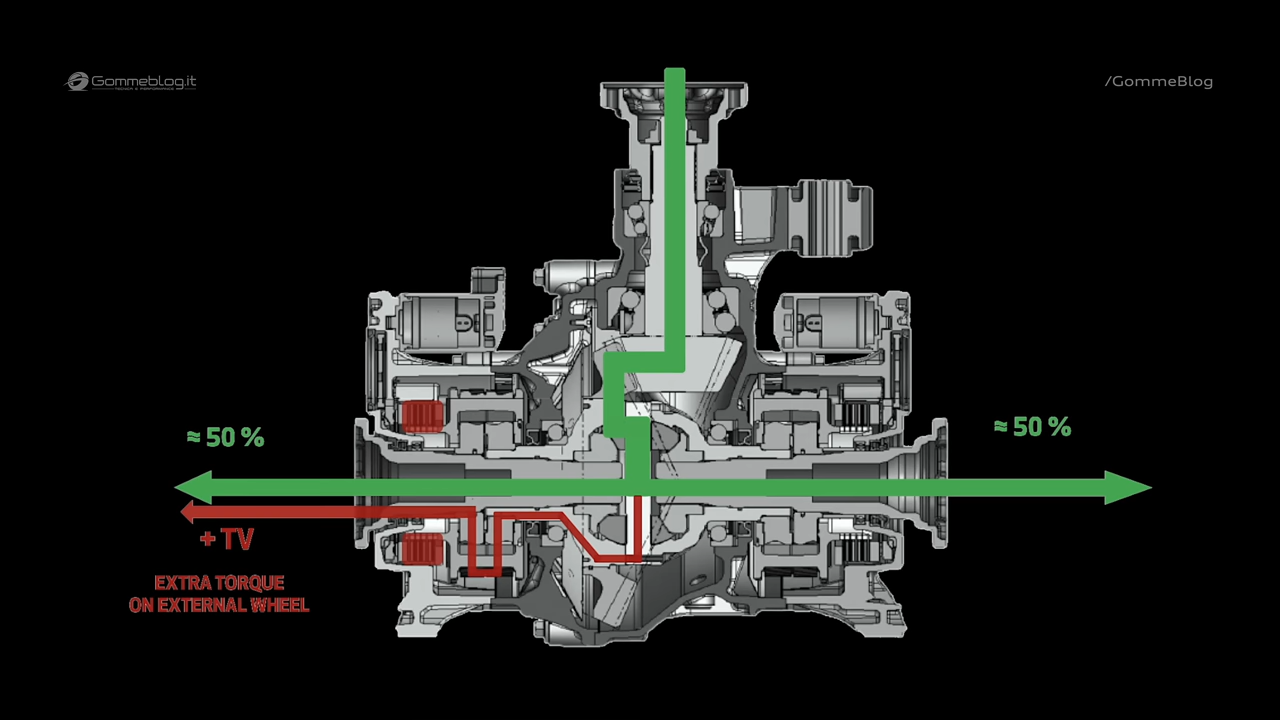 Gommeblog.it
/GommeBlog
≈ 50 %
≈ 50 %
+ TV
EXTRA TORQUE
ON EXTERNAL WHEEL